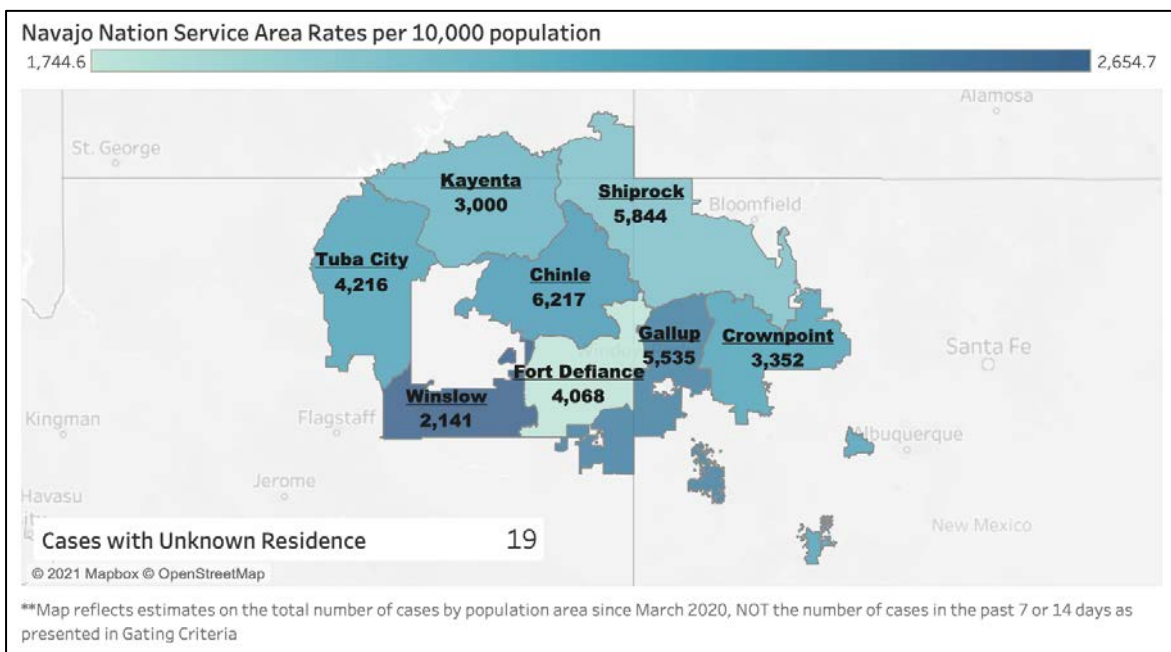 Navajo Nation Service Area Rates per 10,000 population
1,744.6
2,654.7
Alamosa
St. George
Kayenta
3,000
Shiprock
5,844
Bloomfield
Tuba City
4,216
Chinle
6,217
Gallup
5,535
Crownpoint
3,352
Santa Fe
Fort Defiance
4,068
Winslow
2,141
Kingman
Flagstaff
Albuquerque
Jerome
Havasu
New Mexico
Cases with Unknown Residence 19
© 2021 Mapbox © OpenStreetMap
**Map reflects estimates on the total number of cases by population area since March 2020, NOT the number of cases in the past 7 or 14 days as
presented in Gating Criteria